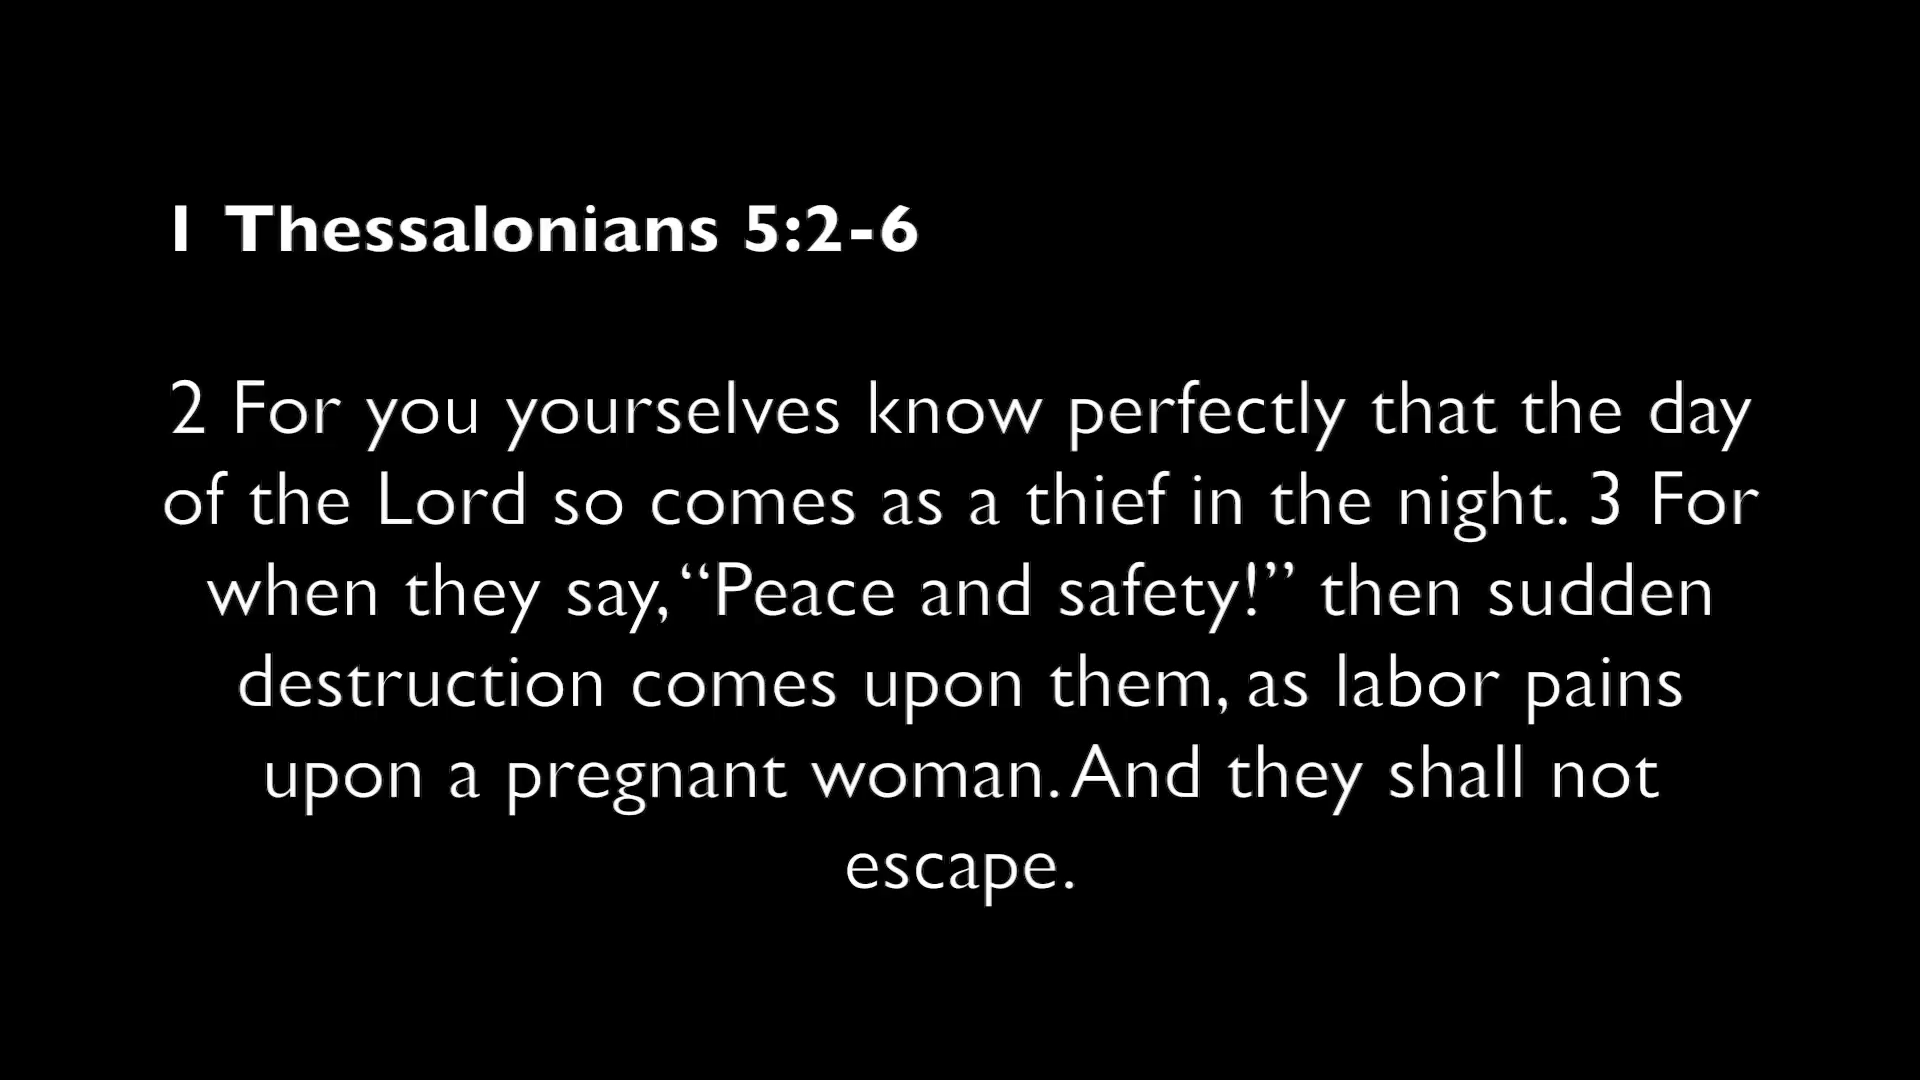 1 Thessalonians 5:2-6
2 For you yourselves know perfectly that the day
of the Lord so comes as a thief in the night. 3 For
when they say, “Peace and safety!” then sudden
destruction comes upon them, as labor pains
upon a pregnant woman. And they shall not
escape.